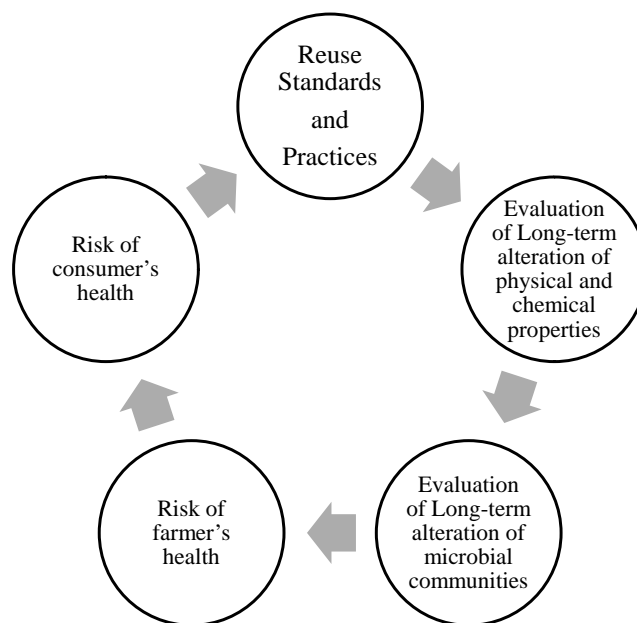 Reuse
Standards
and
Practices
Evaluation
of Long-term
alteration of
physical and
chemical
properties
Evaluation
of Long-term
alteration of
microbial
communities
Risk of
farmer’s
health
Risk of
consumer’s
health